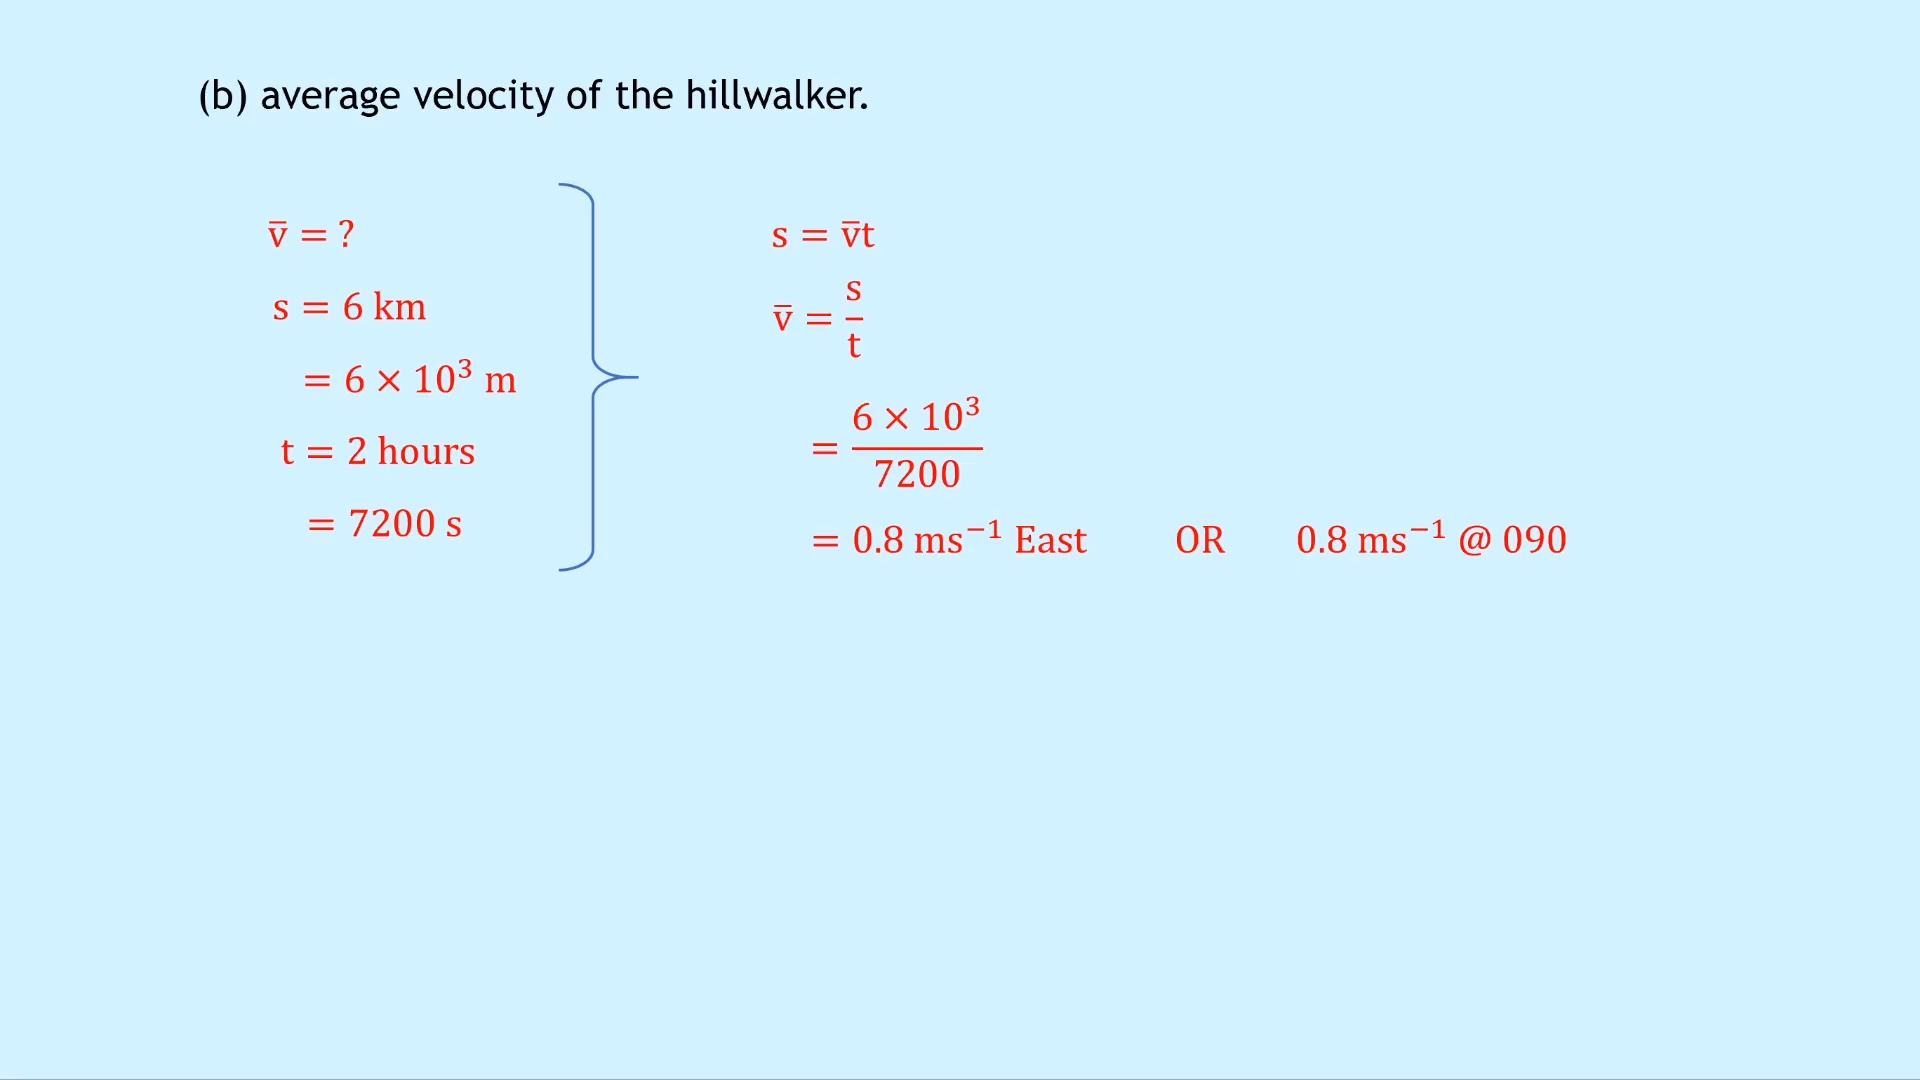 (b) average velocity of the hillwalker.
v̅ = ?
s = 6 km
= 6 × 10³ m
t = 2 hours
= 7200 s
s = v̅t
v̅ = s/t
= 6 × 10³/7200
= 0.8 ms⁻¹ East OR 0.8 ms⁻¹ @ 090